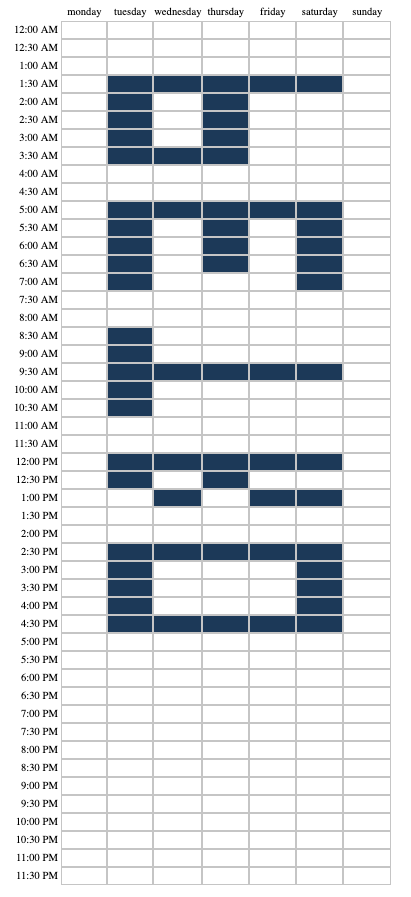 monday tuesday wednesday thursday friday saturday sunday
12:00 AM
12:30 AM
1:00 AM
1:30 AM
2:00 AM
2:30 AM
3:00 AM
3:30 AM
4:00 AM
4:30 AM
5:00 AM
5:30 AM
6:00 AM
6:30 AM
7:00 AM
7:30 AM
8:00 AM
8:30 AM
9:00 AM
9:30 AM
10:00 AM
10:30 AM
11:00 AM
11:30 AM
12:00 PM
12:30 PM
1:00 PM
1:30 PM
2:00 PM
2:30 PM
3:00 PM
3:30 PM
4:00 PM
4:30 PM
5:00 PM
5:30 PM
6:00 PM
6:30 PM
7:00 PM
7:30 PM
8:00 PM
8:30 PM
9:00 PM
9:30 PM
10:00 PM
10:30 PM
11:00 PM
11:30 PM